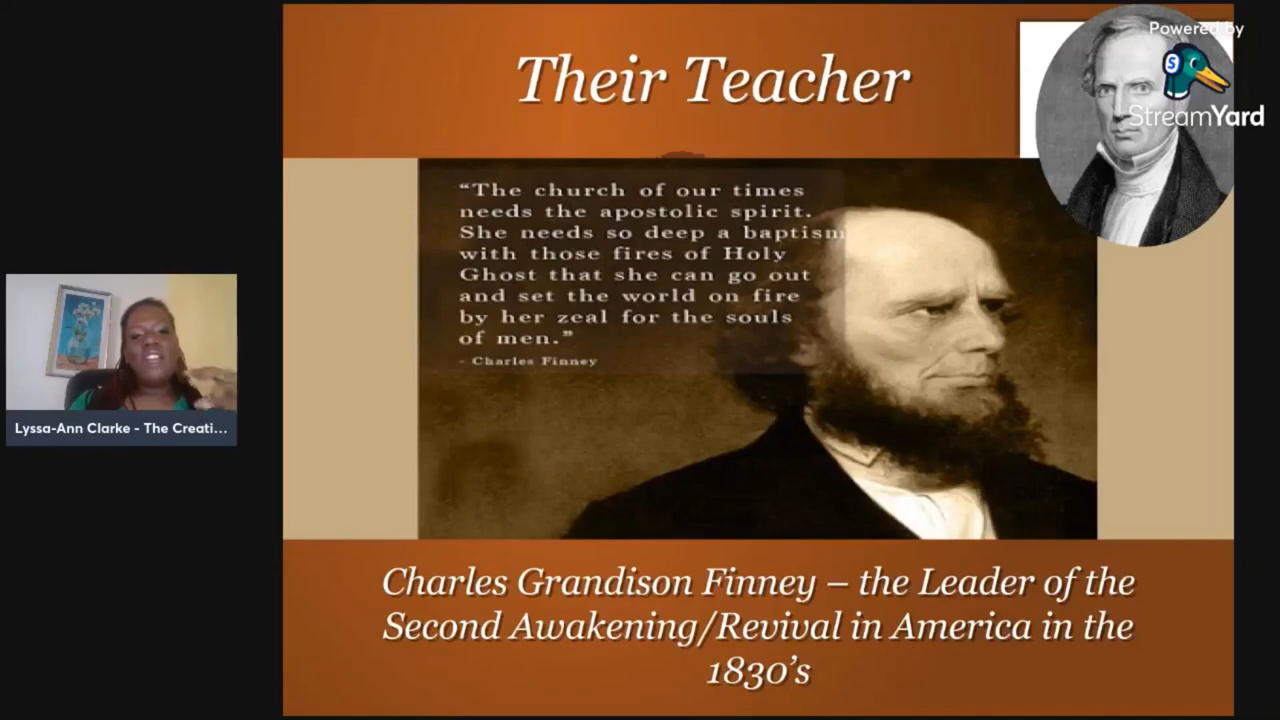 Their Teacher
Powered by
S
StreamYard
“The church of our times
needs the apostolic spirit.
She needs so deep a baptism
with those fires of Holy
Ghost that she can go out
and set the world on fire
by her zeal for the souls
of men.”
- Charles Finney
Lyssa-Ann Clarke - The Creati...
Charles Grandison Finney – the Leader of the
Second Awakening/Revival in America in the
1830’s